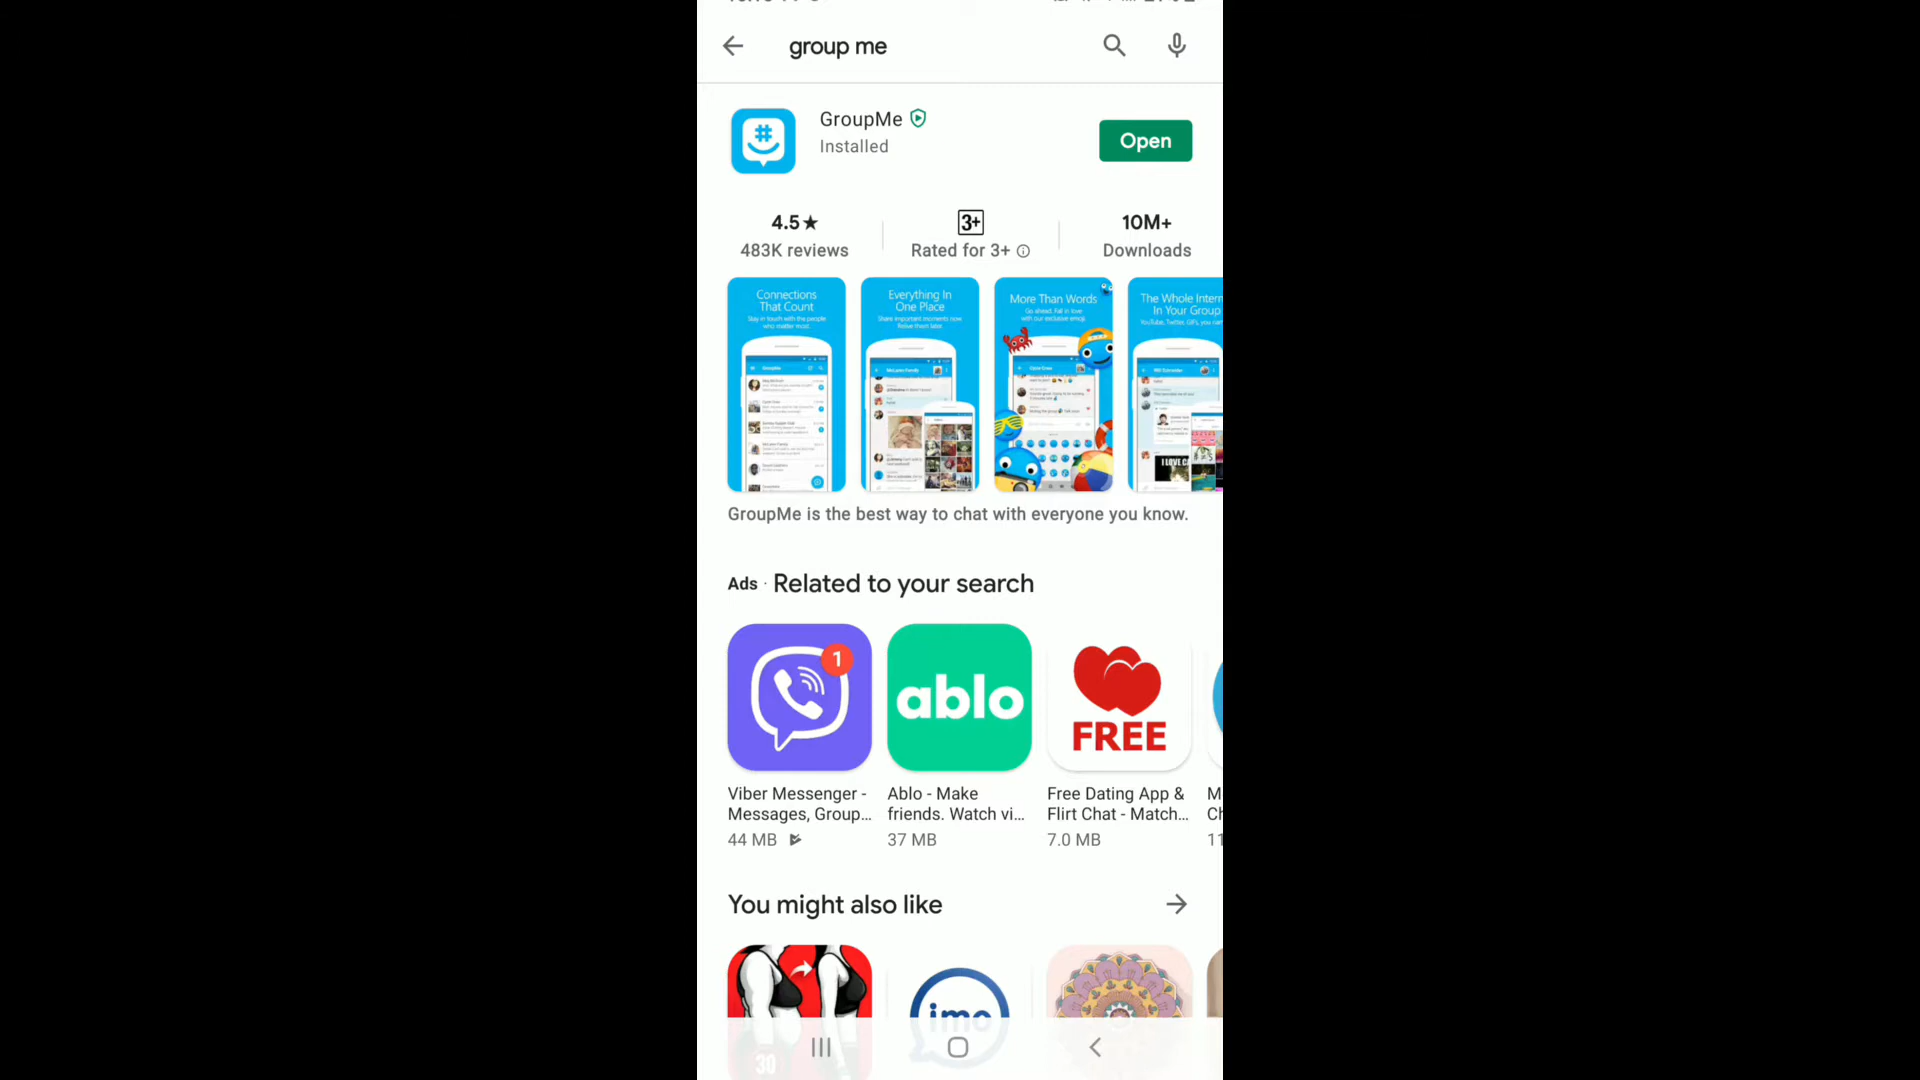 group me
GroupMe
Installed
Open
4.5★
483K reviews
3+
Rated for 3+
10M+
Downloads
Connections
That Count
Stay in touch with the people
who matter most.
Everything In
One Place
Share important moments now.
Relive them later.
More Than Words
Go ahead. Fall in love
with our exclusive emoji.
The Whole Intern
In Your Group
YouTube, Twitter, GIFs, you nam
GroupMe is the best way to chat with everyone you know.
Ads · Related to your search
1
ablo
FREE
Viber Messenger -
Messages, Group...
44 MB
Ablo - Make
friends. Watch vi...
37 MB
Free Dating App &
Flirt Chat - Match...
7.0 MB
M
Ch
11
You might also like
imo
30